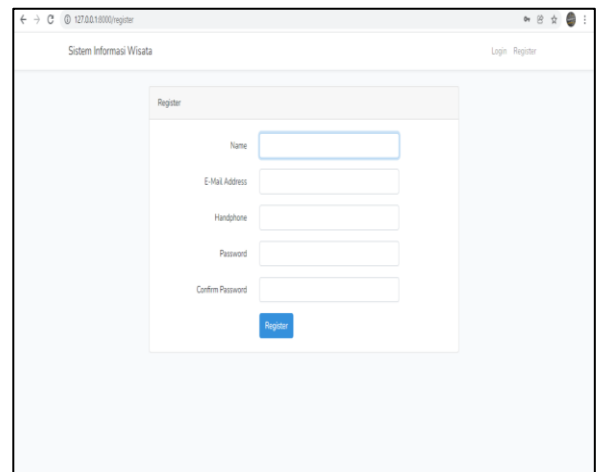 127.0.0.1:8000/register
Sistem Informasi Wisata
Login Register
Register
Name
E-Mail Address
Handphone
Password
Confirm Password
Register